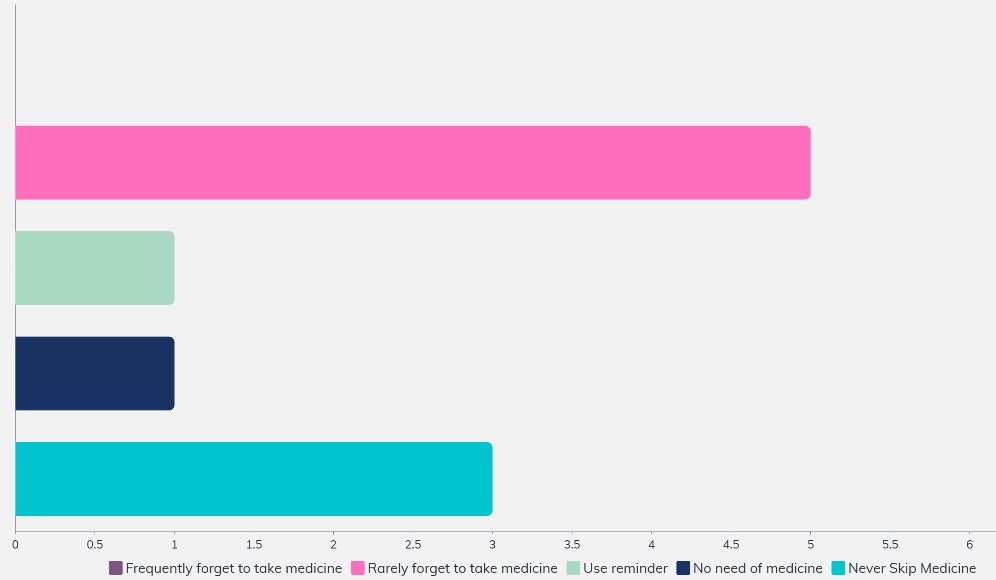 0 0.5 1 1.5 2 2.5 3 3.5 4 4.5 5 5.5 6
Frequently forget to take medicine Rarely forget to take medicine Use reminder No need of medicine Never Skip Medicine